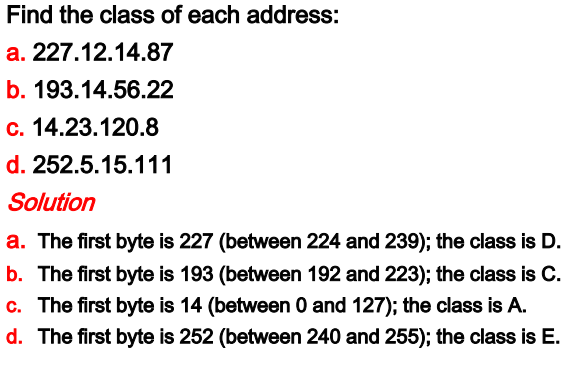 Find the class of each address:
a. 227.12.14.87
b. 193.14.56.22
c. 14.23.120.8
d. 252.5.15.111
Solution
a. The first byte is 227 (between 224 and 239); the class is D.
b. The first byte is 193 (between 192 and 223); the class is C.
c. The first byte is 14 (between 0 and 127); the class is A.
d. The first byte is 252 (between 240 and 255); the class is E.